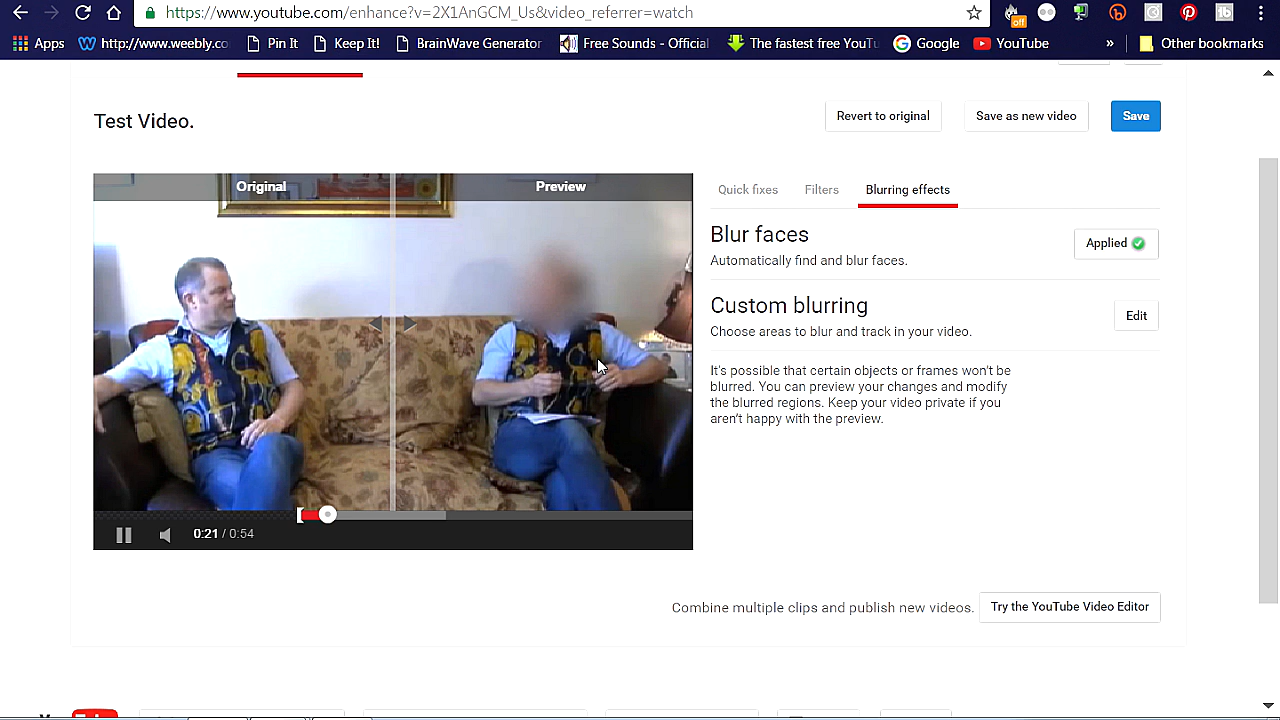 https://www.youtube.com/enhance?v=2X1AnGCM_Us&video_referrer=watch
off
Apps http://www.weebly.co Pin It Keep It! BrainWave Generator Free Sounds - Official The fastest free YouTu Google YouTube » Other bookmarks
Test Video.
Revert to original Save as new video Save
Original Preview
Quick fixes Filters Blurring effects
Blur faces
Automatically find and blur faces.
Applied
Custom blurring
Choose areas to blur and track in your video.
Edit
It's possible that certain objects or frames won't be
blurred. You can preview your changes and modify
the blurred regions. Keep your video private if you
aren't happy with the preview.
0:21 / 0:54
Combine multiple clips and publish new videos. Try the YouTube Video Editor